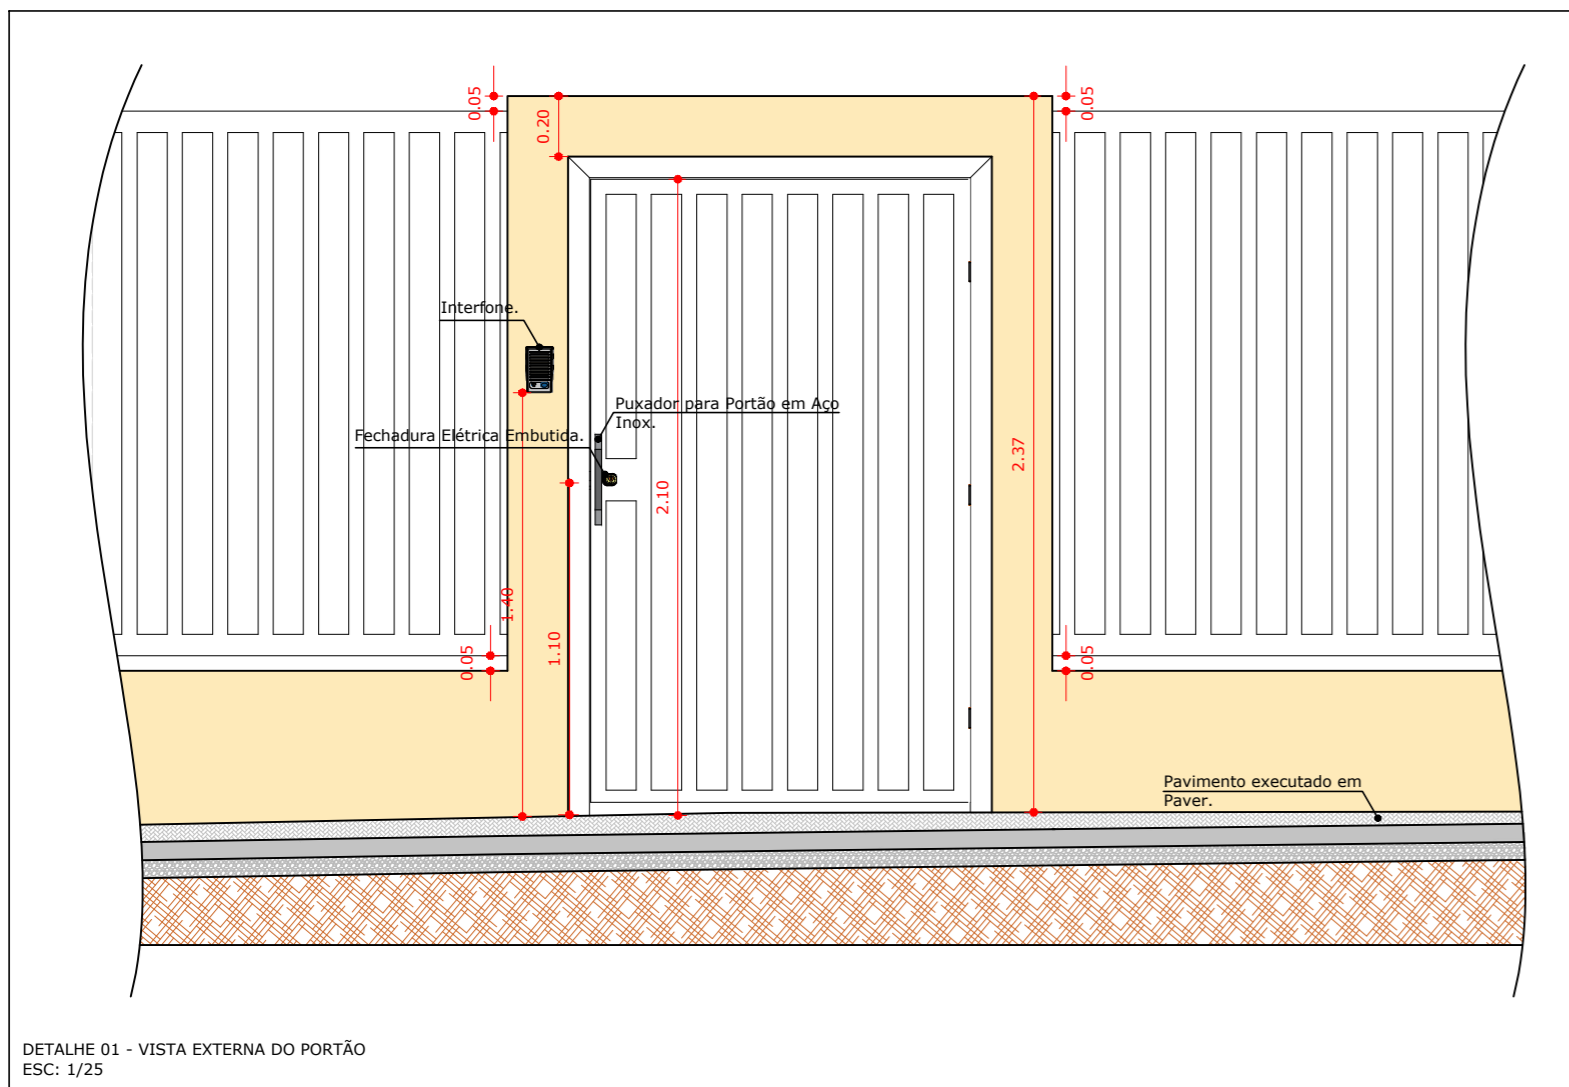 0.05
0.20
0.05
Interfone.
Puxador para Portão em Aço
Inox.
Fechadura Elétrica Embutida.
2.37
2.10
1.40
1.10
0.05
0.05
Pavimento executado em
Paver.
DETALHE 01 - VISTA EXTERNA DO PORTÃO
ESC: 1/25